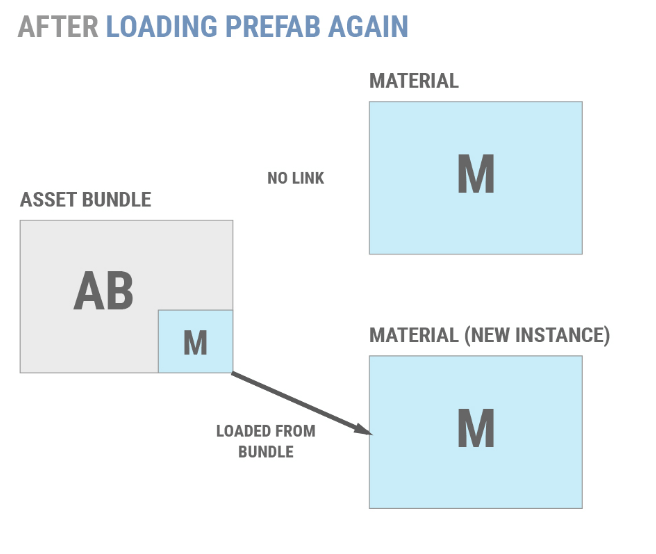 AFTER LOADING PREFAB AGAIN
MATERIAL
M
NO LINK
ASSET BUNDLE
AB
M
MATERIAL (NEW INSTANCE)
M
LOADED FROM
BUNDLE